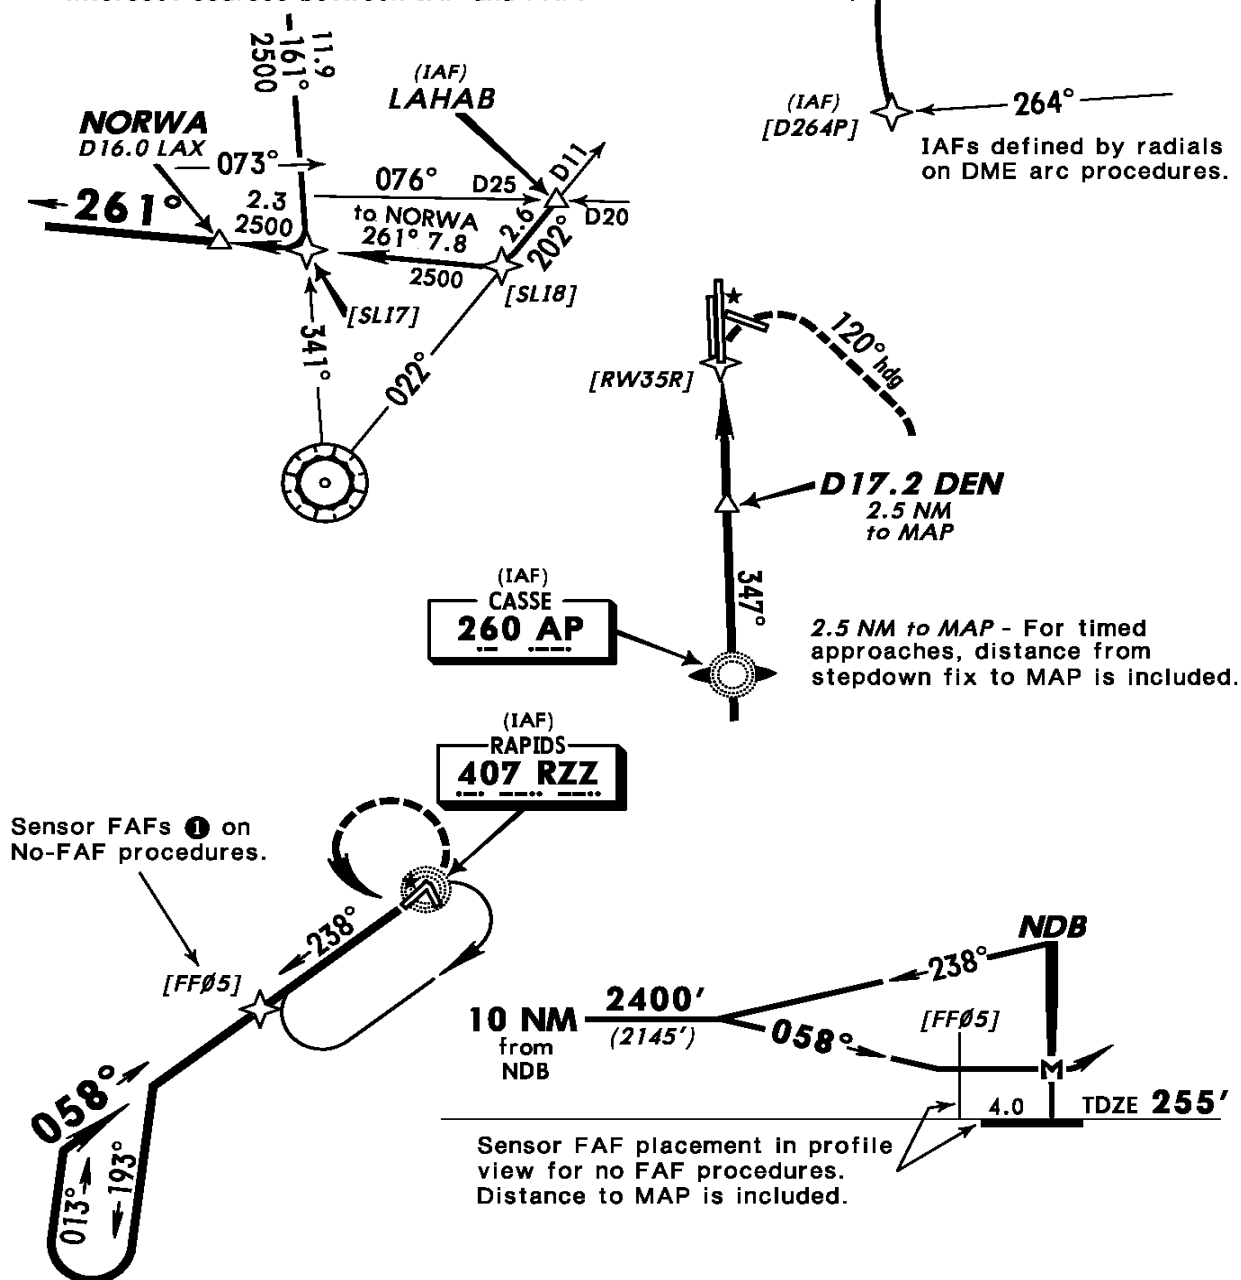 11.9
161°
2500
(IAF)
LAHAB
NORWA
D16.0 LAX
073°
261°
2.3
2500
076°
D25
D11
D20
to NORWA
261° 7.8
2500
2.6
202°
[SLI7]
[SLI8]
341°
022°
(IAF)
[D264P]
264°
IAFs defined by radials
on DME arc procedures.
[RW35R]
120° hdg
D17.2 DEN
2.5 NM
to MAP
347°
(IAF)
CASSE
260 AP
2.5 NM to MAP - For timed
approaches, distance from
stepdown fix to MAP is included.
(IAF)
RAPIDS
407 RZZ
Sensor FAFs 1 on
No-FAF procedures.
[FFØ5]
238°
058°
013°
193°
NDB
238°
10 NM
from
NDB
2400'
(2145')
058°
[FFØ5]
M
4.0
TDZE 255'
Sensor FAF placement in profile
view for no FAF procedures.
Distance to MAP is included.